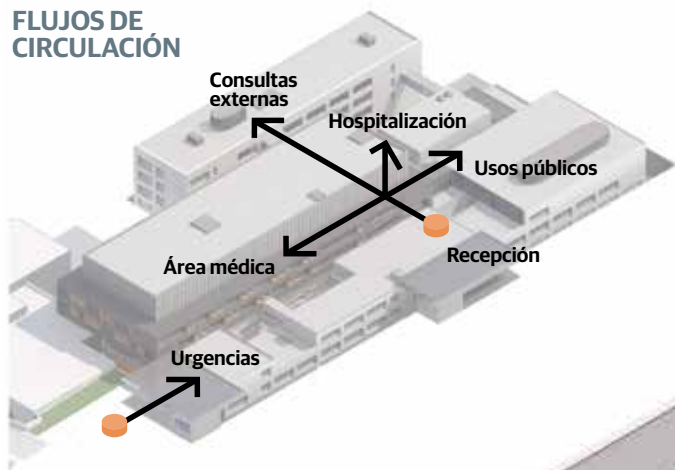 FLUJOS DE
CIRCULACIÓN
Consultas
externas
Hospitalización
Usos públicos
Recepción
Área médica
Urgencias